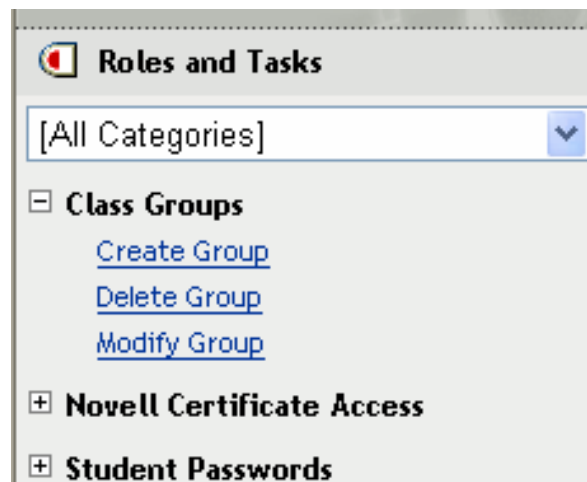 Roles and Tasks
[All Categories]
Class Groups
Create Group
Delete Group
Modify Group
Novell Certificate Access
Student Passwords